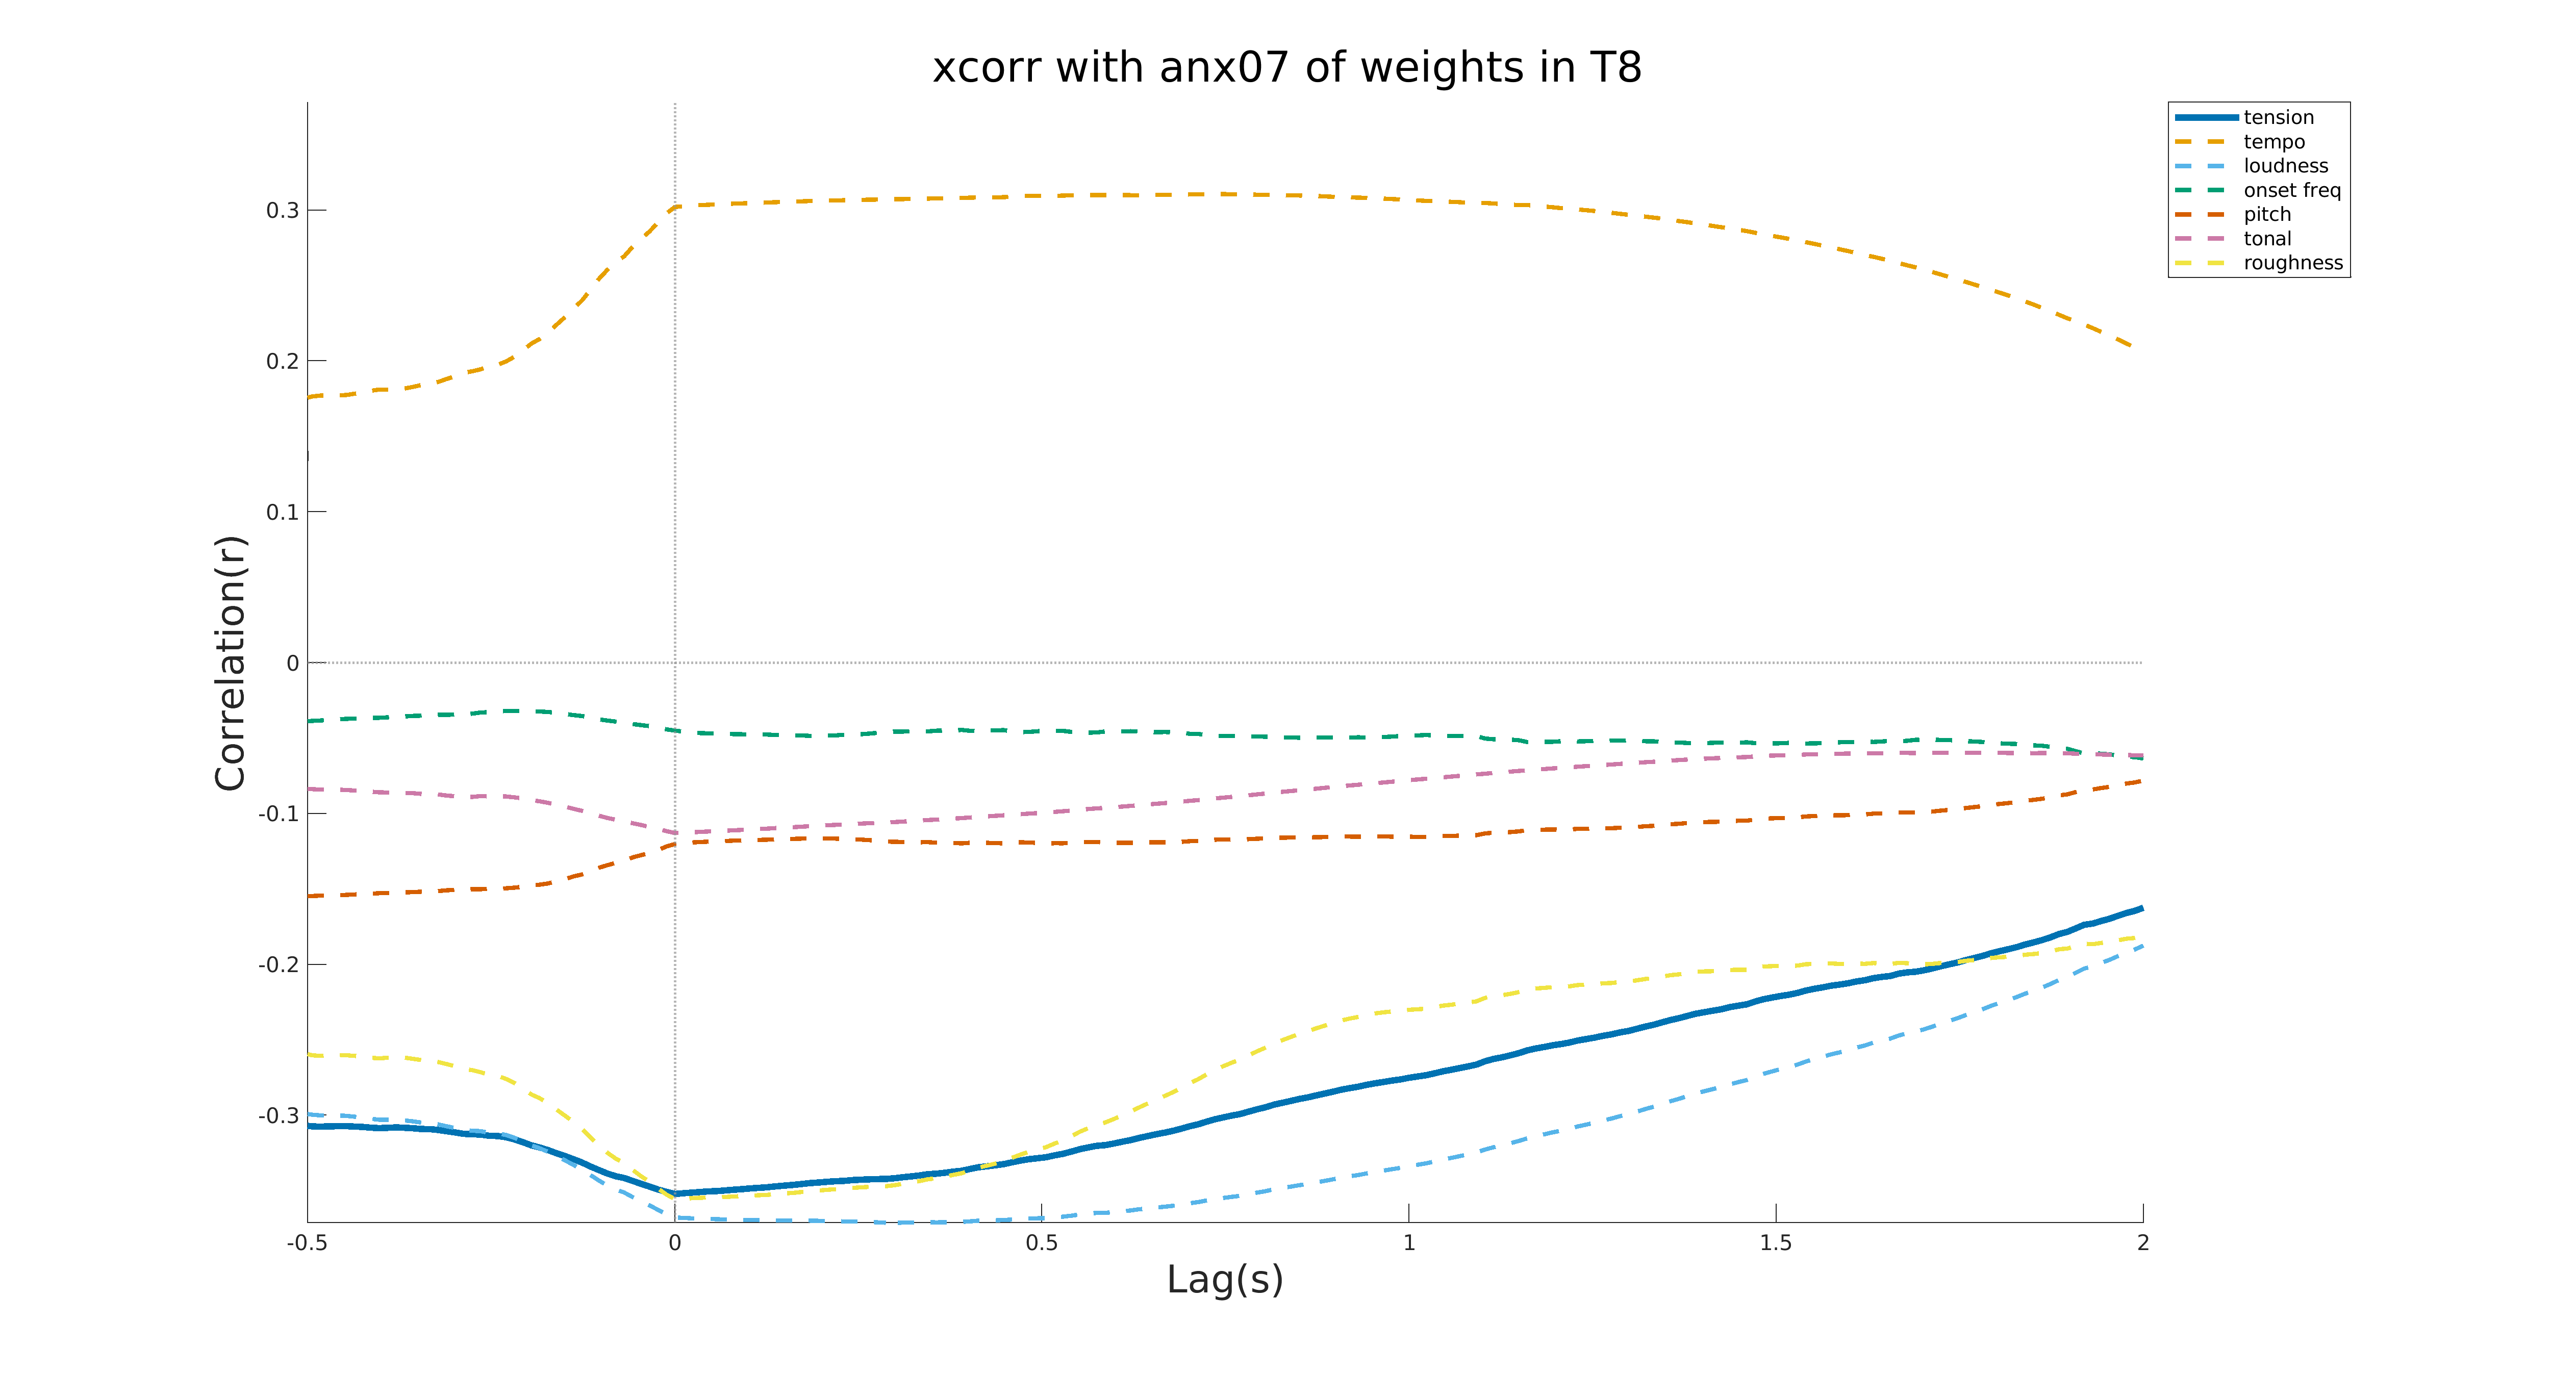 xcorr with anx07 of weights in T8
tension
tempo
loudness
onset freq
pitch
tonal
roughness
Correlation(r)
0.3
0.2
0.1
0
-0.1
-0.2
-0.3
-0.5
0
0.5
1
1.5
2
Lag(s)